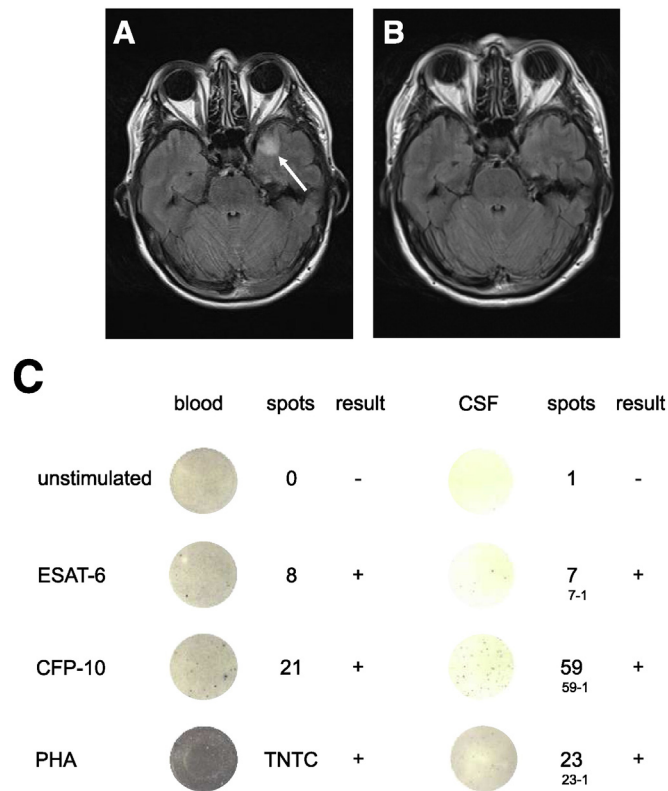 A B
C
blood spots result CSF spots result
unstimulated 0 - 1 -
ESAT-6 8 + 7 +
7-1
CFP-10 21 + 59 +
59-1
PHA TNTC + 23 +
23-1